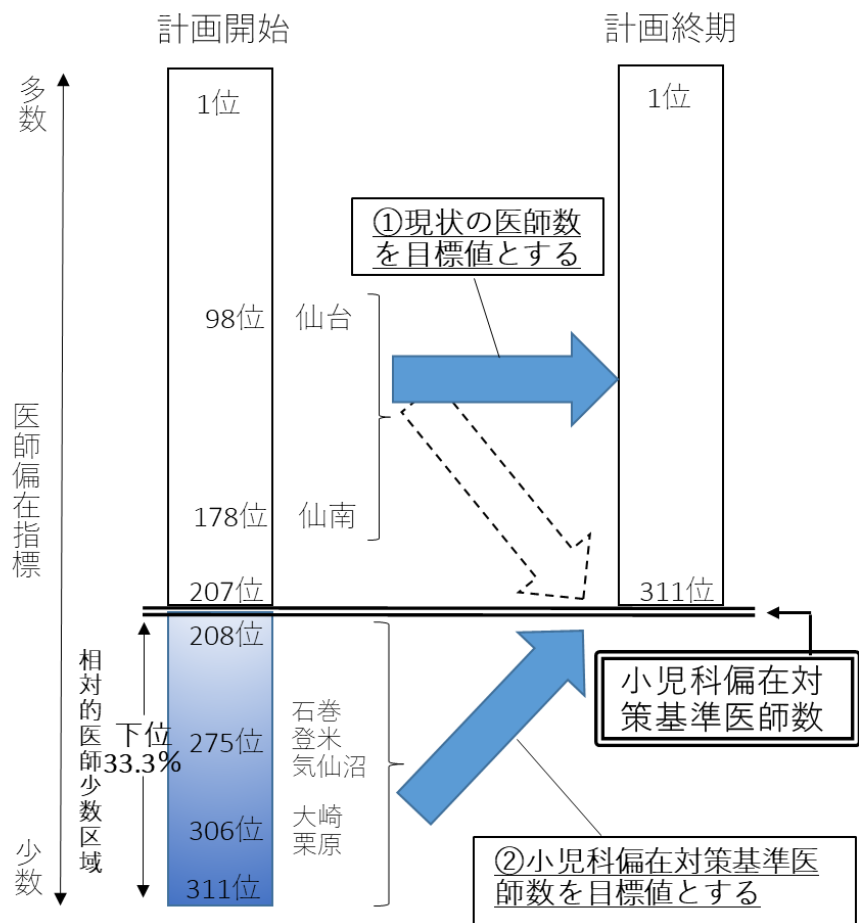 計画開始
計画終期
多数
1位
1位
①現状の医師数
を目標値とする
98位
仙台
医師偏在指標
178位
仙南
207位
311位
208位
相対的医師少数区域
下位
33.3%
275位
石巻
登米
気仙沼
小児科偏在対
策基準医師数
306位
大崎
栗原
少数
311位
②小児科偏在対策基準医
師数を目標値とする